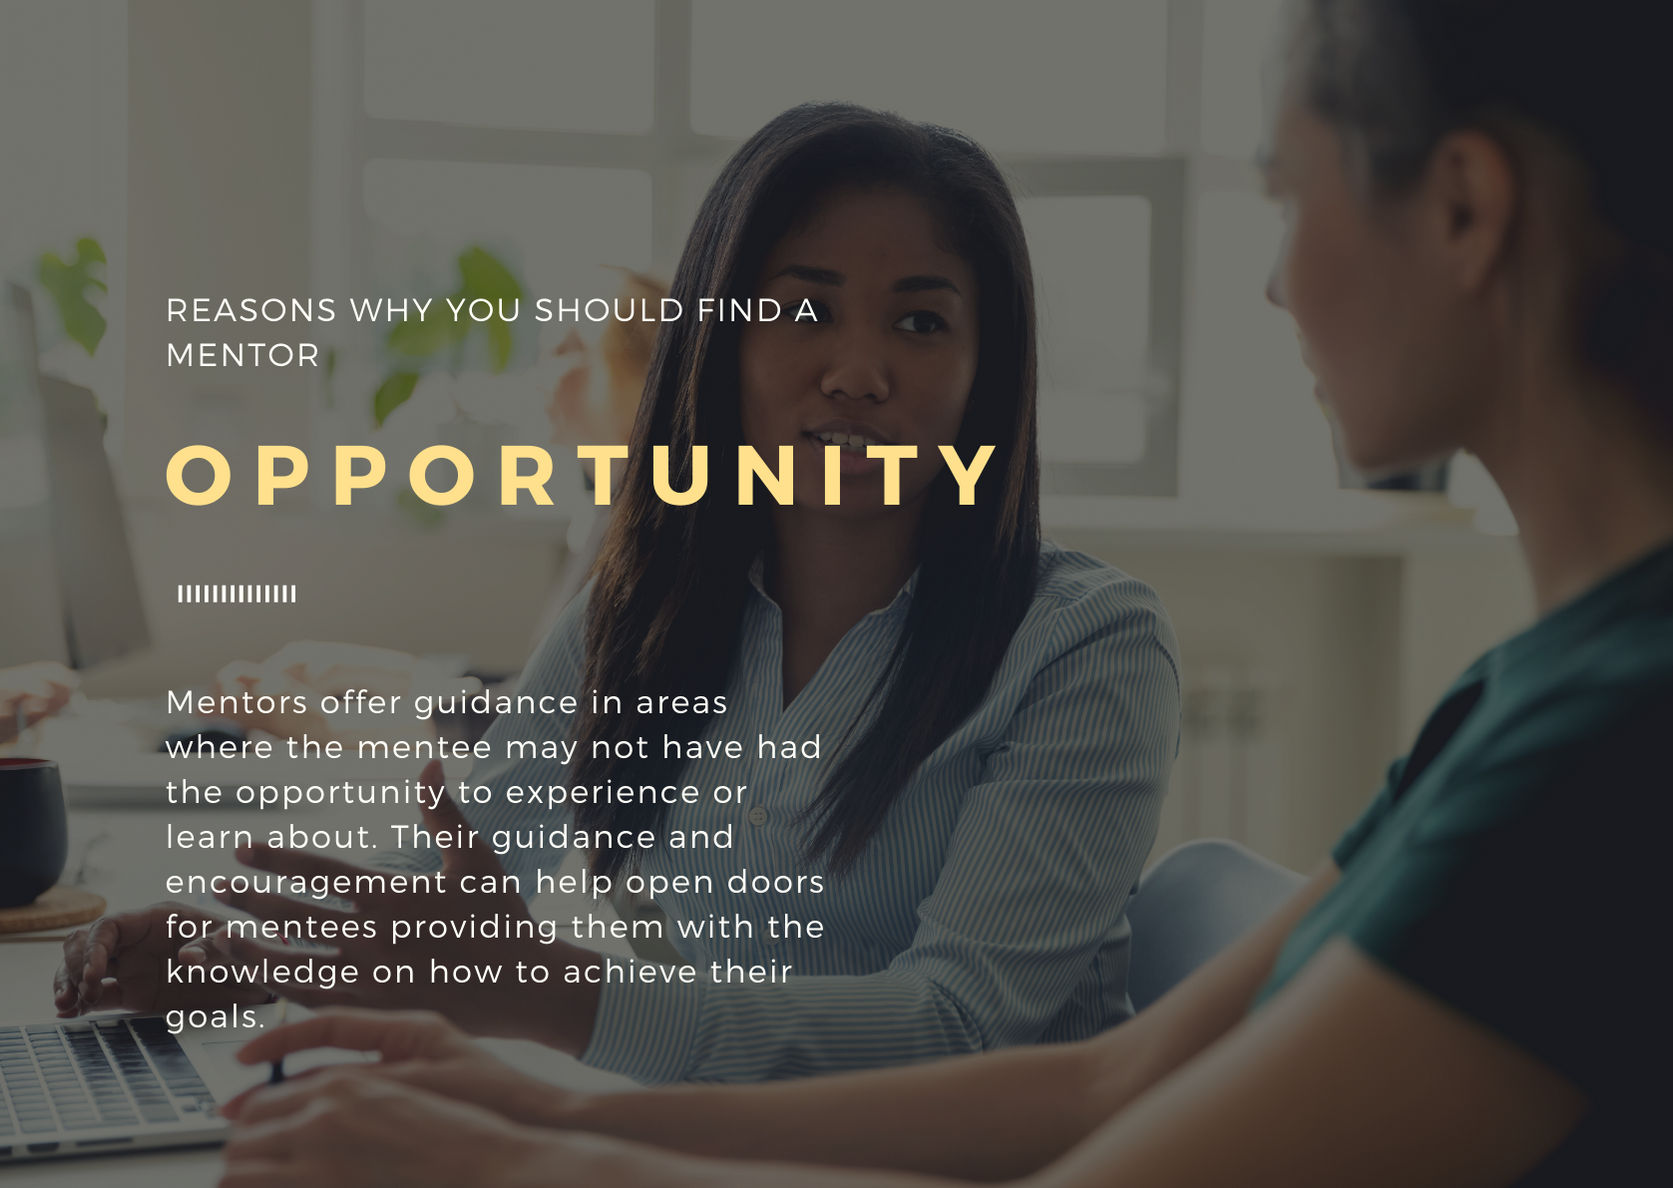 REASONS WHY YOU SHOULD FIND A
MENTOR
OPPORTUNITY
Mentors offer guidance in areas
where the mentee may not have had
the opportunity to experience or
learn about. Their guidance and
encouragement can help open doors
for mentees providing them with the
knowledge on how to achieve their
goals.